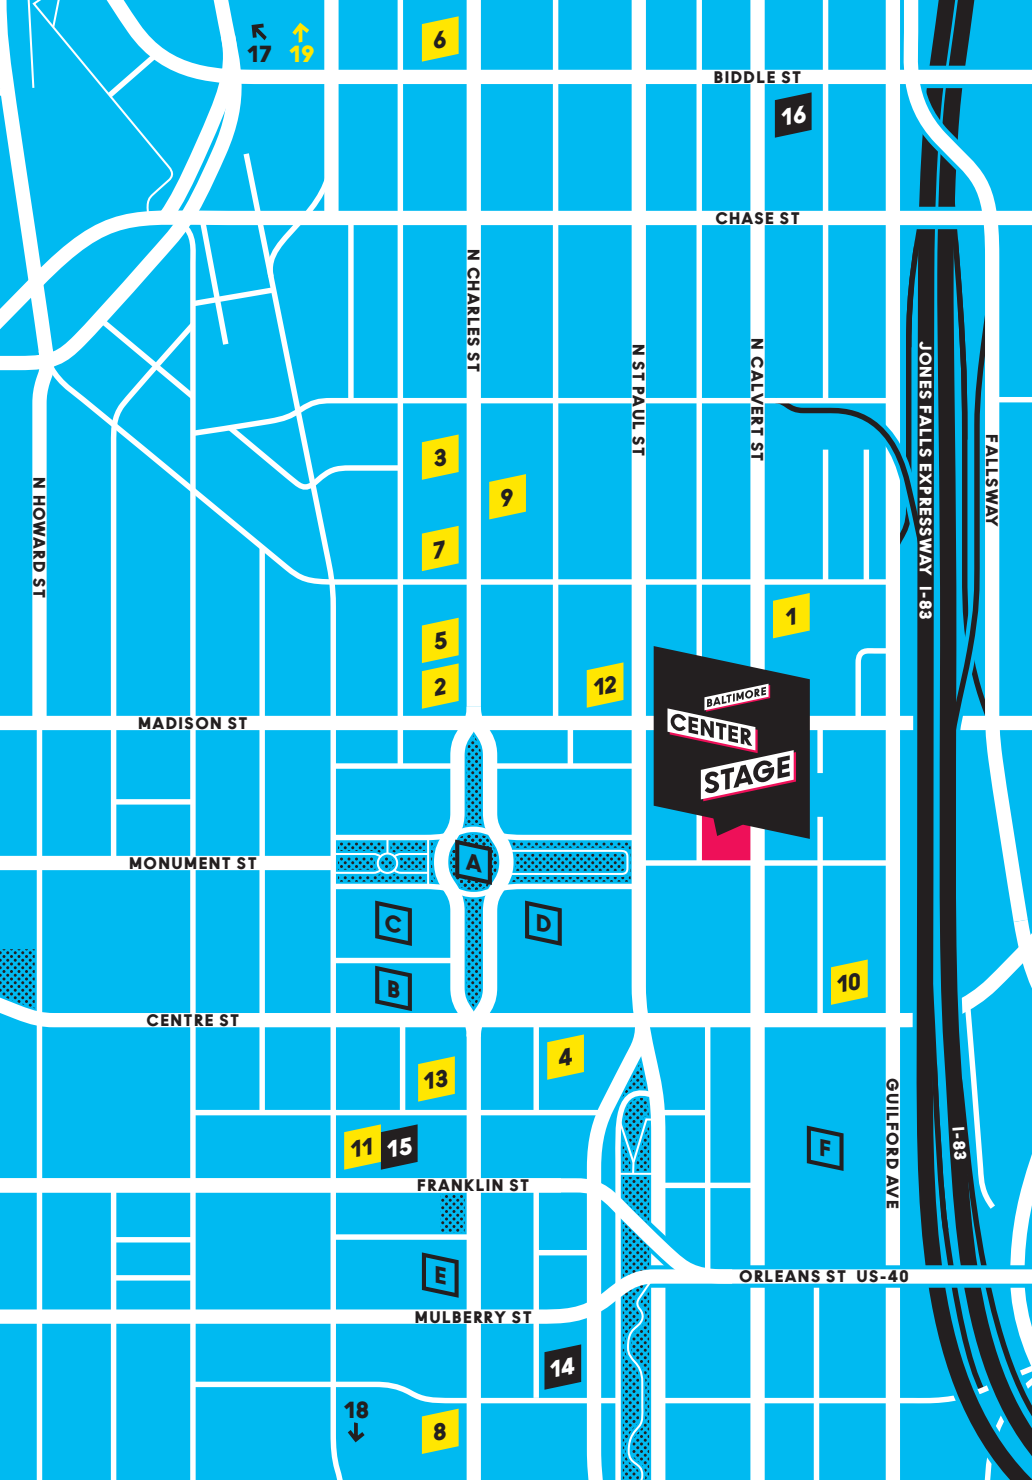 17
19
6
BIDDLE ST
16
CHASE ST
N CHARLES ST
N ST PAUL ST
N CALVERT ST
JONES FALLS EXPRESSWAY I-83
FALLSWAY
N HOWARD ST
3
9
7
1
5
2
12
BALTIMORE
CENTER
STAGE
MADISON ST
MONUMENT ST
A
C
D
B
10
CENTRE ST
4
13
11
15
F
GUILFORD AVE
I-83
FRANKLIN ST
E
ORLEANS ST US-40
MULBERRY ST
14
18
8